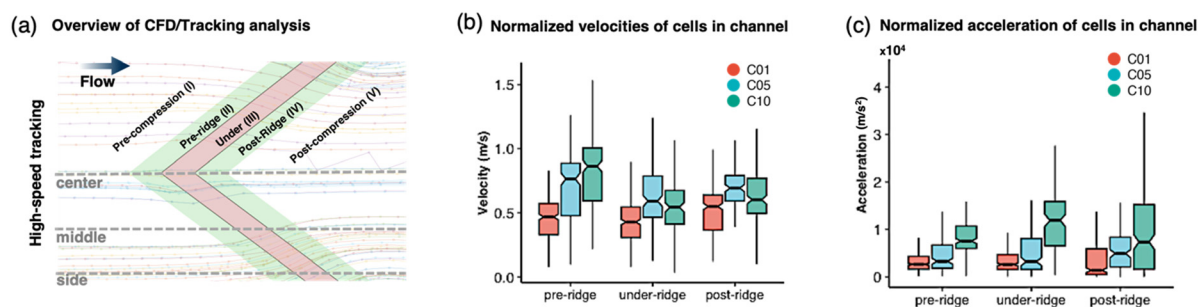 (a) Overview of CFD/Tracking analysis
High-speed tracking
Flow
Pre-compression (I)
Pre-ridge (II)
Under (III)
Post-Ridge (IV)
Post-compression (V)
center
middle
side
(b) Normalized velocities of cells in channel
Velocity (m/s)
1.5
1.0
0.5
0.0
C01
C05
C10
pre-ridge under-ridge post-ridge
(c) Normalized acceleration of cells in channel
x10⁴
Acceleration (m/s²)
4
3
2
1
0
C01
C05
C10
pre-ridge under-ridge post-ridge